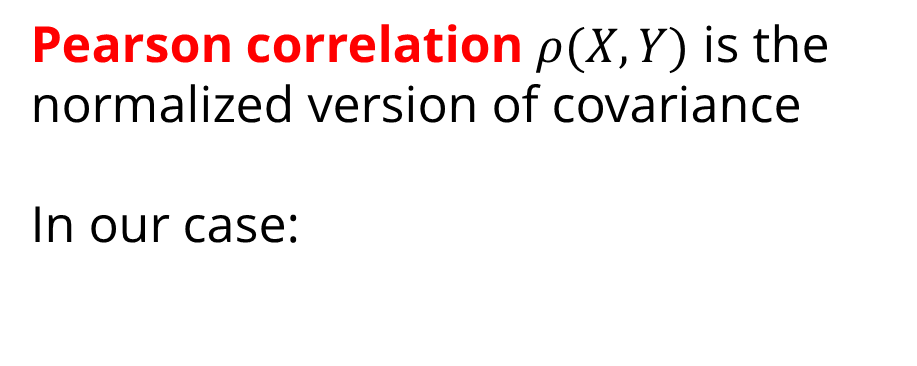 Pearson correlation 𝜌(𝑋, 𝑌) is the
normalized version of covariance
In our case: